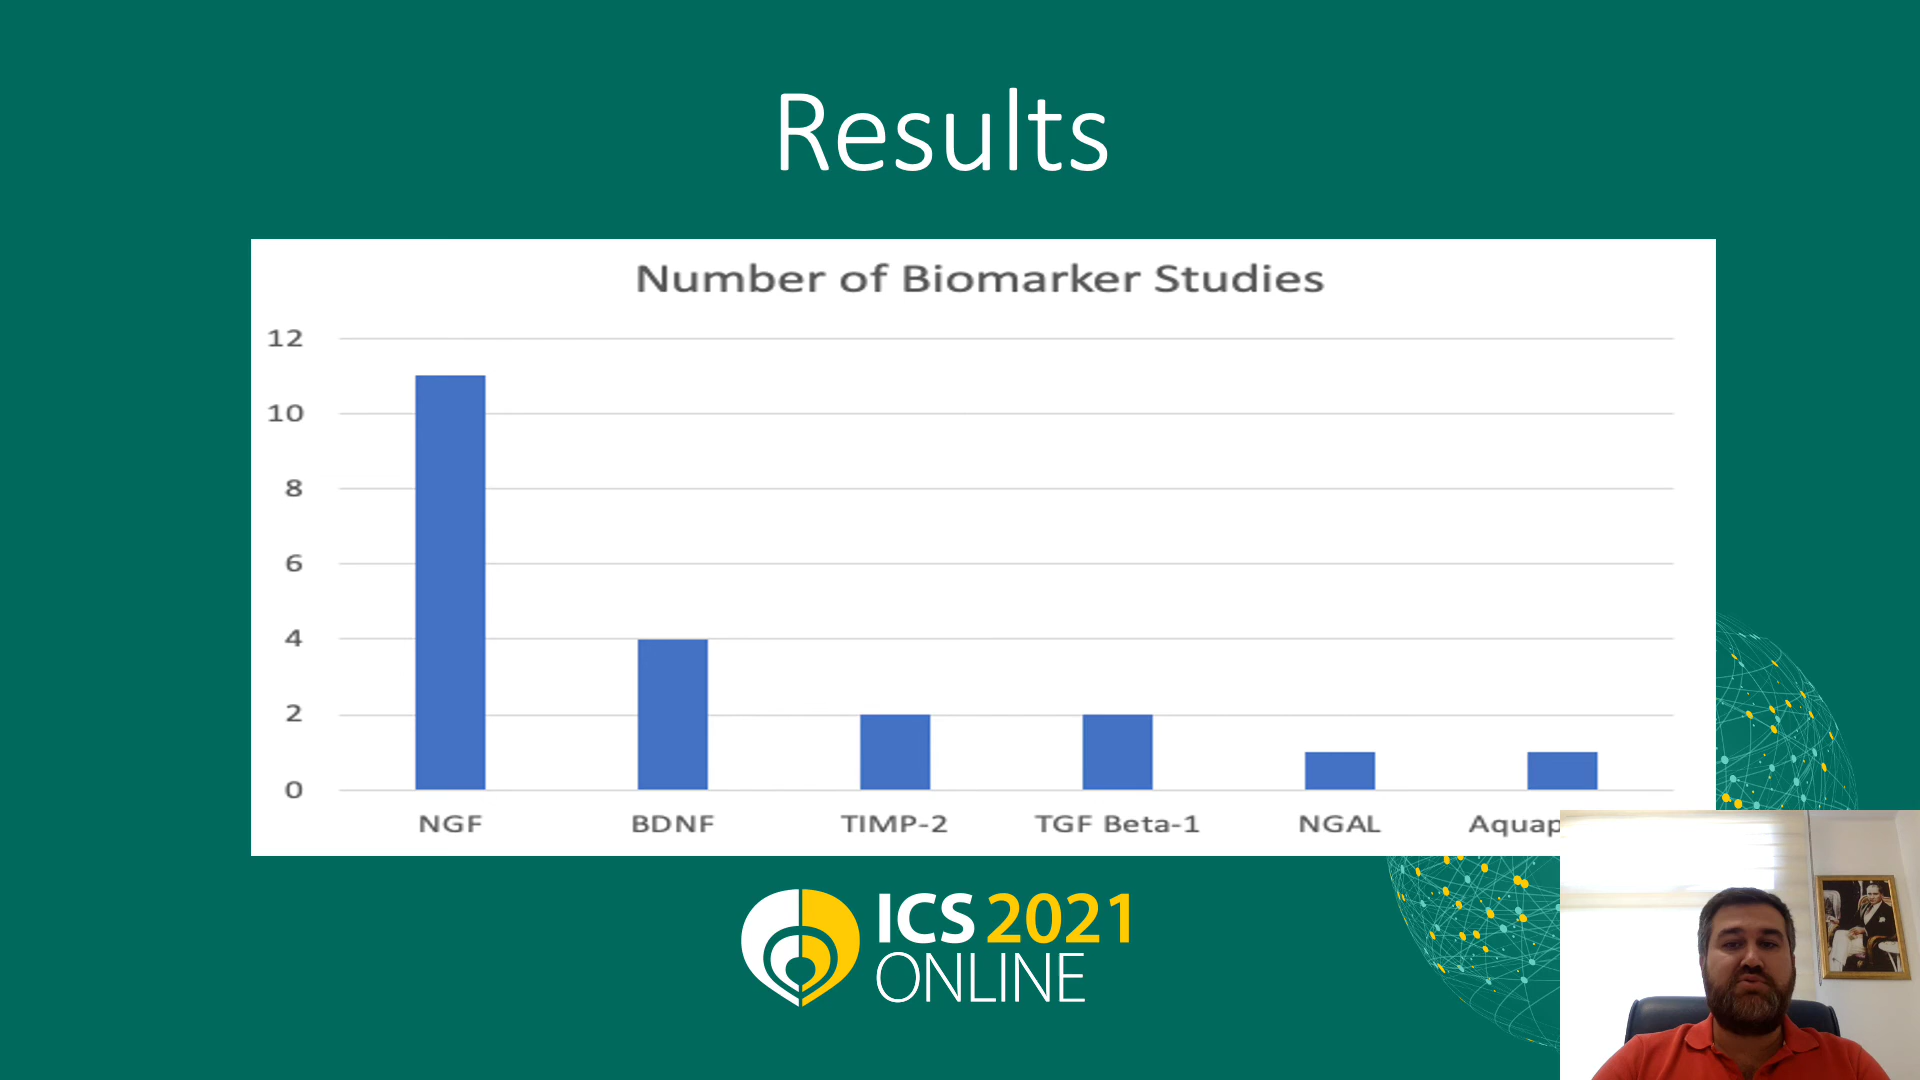 Results
Number of Biomarker Studies
12
10
8
6
4
2
0
NGF BDNF TIMP-2 TGF Beta-1 NGAL
ICS 2021
ONLINE